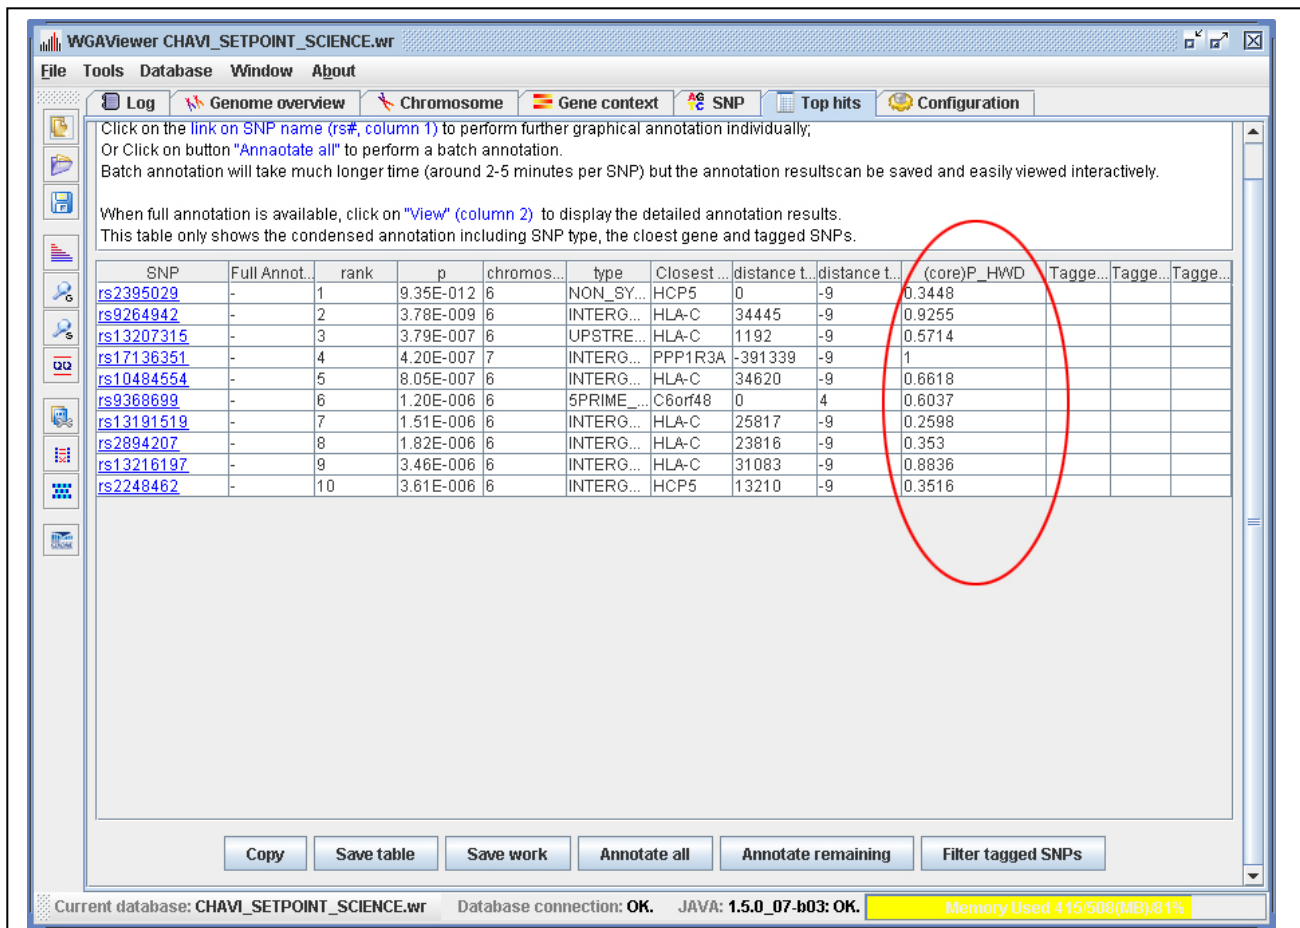 WGAViewer CHAVI_SETPOINT_SCIENCE.wr
File Tools Database Window About
Log Genome overview Chromosome Gene context SNP Top hits Configuration
Click on the link on SNP name (rs#, column 1) to perform further graphical annotation individually;
Or Click on button "Annaotate all" to perform a batch annotation.
Batch annotation will take much longer time (around 2-5 minutes per SNP) but the annotation resultscan be saved and easily viewed interactively.
When full annotation is available, click on "View" (column 2) to display the detailed annotation results.
This table only shows the condensed annotation including SNP type, the cloest gene and tagged SNPs.
SNP Full Annot... rank p chromos... type Closest ... distance t... distance t... (core)P_HWD Tagge... Tagge... Tagge...
rs2395029 - 1 9.35E-012 6 NON_SY... HCP5 0 -9 0.3448
rs9264942 - 2 3.78E-009 6 INTERG... HLA-C 34445 -9 0.9255
rs13207315 - 3 3.79E-007 6 UPSTRE... HLA-C 1192 -9 0.5714
rs17136351 - 4 4.20E-007 7 INTERG... PPP1R3A -391339 -9 1
rs10484554 - 5 8.05E-007 6 INTERG... HLA-C 34620 -9 0.6618
rs9368699 - 6 1.20E-006 6 5PRIME_... C6orf48 0 4 0.6037
rs13191519 - 7 1.51E-006 6 INTERG... HLA-C 25817 -9 0.2598
rs2894207 - 8 1.82E-006 6 INTERG... HLA-C 23816 -9 0.353
rs13216197 - 9 3.46E-006 6 INTERG... HLA-C 31083 -9 0.8836
rs2248462 - 10 3.61E-006 6 INTERG... HCP5 13210 -9 0.3516
Copy Save table Save work Annotate all Annotate remaining Filter tagged SNPs
Current database: CHAVI_SETPOINT_SCIENCE.wr Database connection: OK. JAVA: 1.5.0_07-b03: OK. Memory Used 415/508(MB)/81%